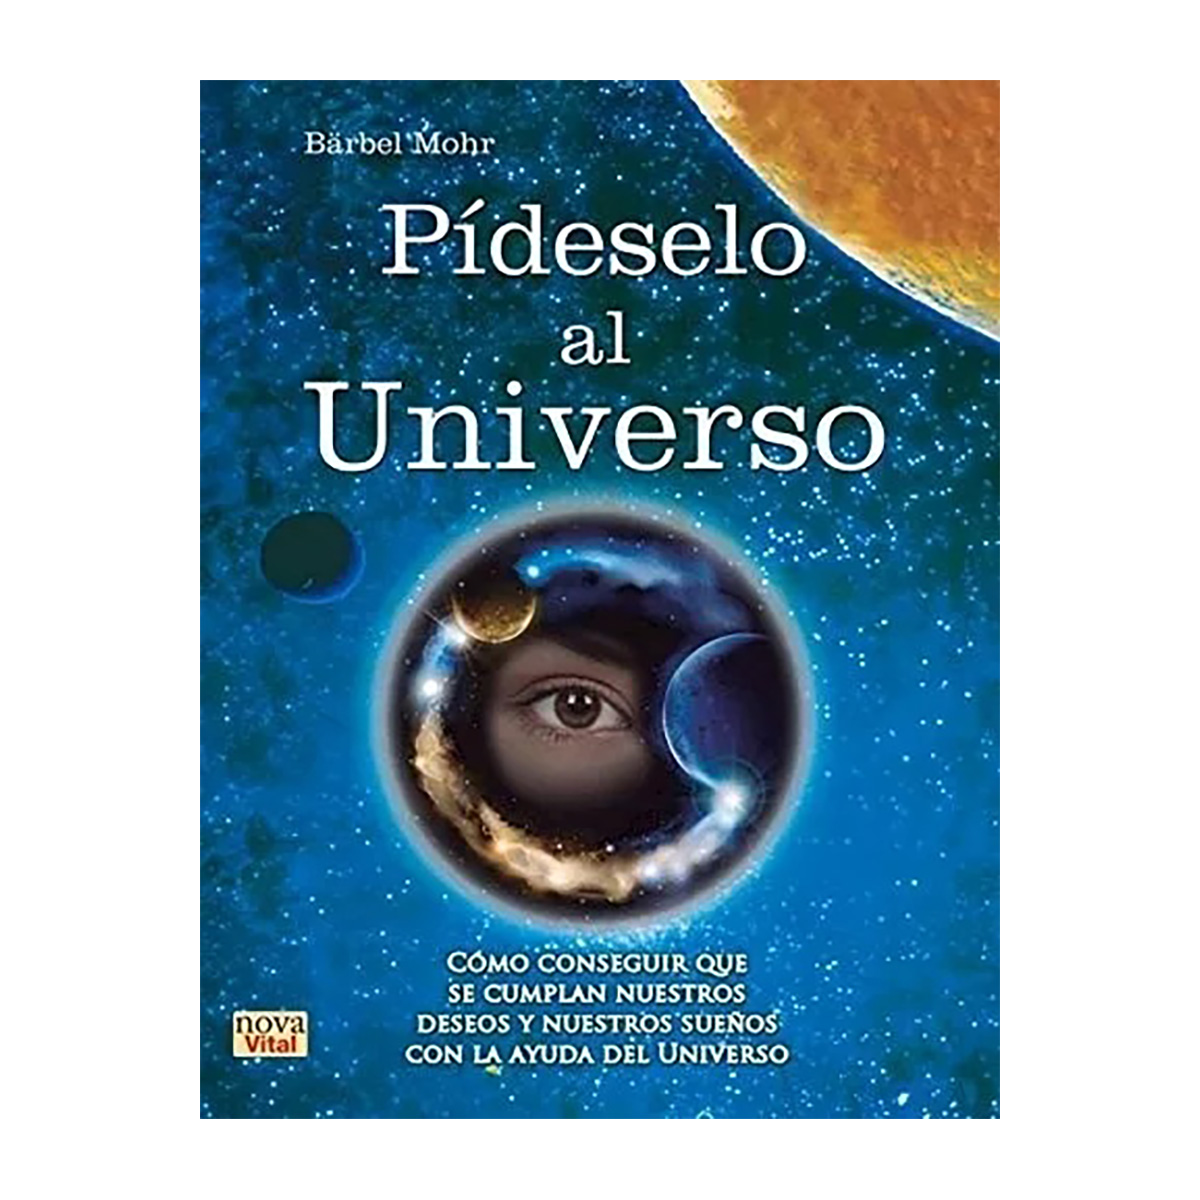 Bärbel Mohr
Pídeselo
al
Universo
CÓMO CONSEGUIR QUE
SE CUMPLAN NUESTROS
DESEOS Y NUESTROS SUEÑOS
CON LA AYUDA DEL UNIVERSO
nova
Vital